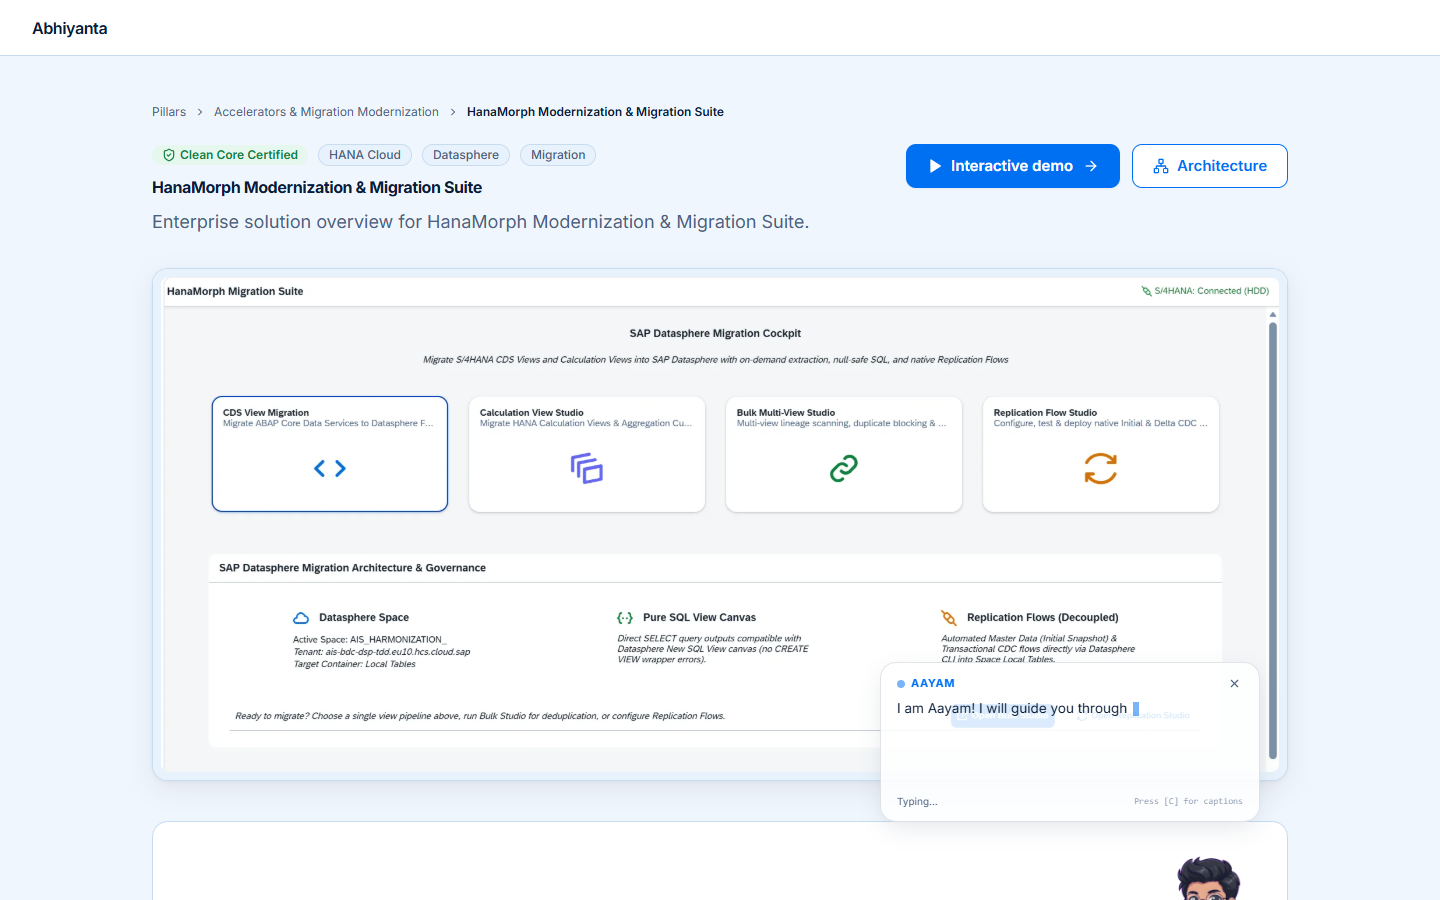 Abhiyanta
Pillars > Accelerators & Migration Modernization > HanaMorph Modernization & Migration Suite
Clean Core Certified
HANA Cloud
Datasphere
Migration
Interactive demo
Architecture
HanaMorph Modernization & Migration Suite
Enterprise solution overview for HanaMorph Modernization & Migration Suite.
HanaMorph Migration Suite
S/4HANA: Connected (HDD)
SAP Datasphere Migration Cockpit
Migrate S/4HANA CDS Views and Calculation Views into SAP Datasphere with on-demand extraction, null-safe SQL, and native Replication Flows
CDS View Migration
Migrate ABAP Core Data Services to Datasphere F...
Calculation View Studio
Migrate HANA Calculation Views & Aggregation Cu...
Bulk Multi-View Studio
Multi-view lineage scanning, duplicate blocking & ...
Replication Flow Studio
Configure, test & deploy native Initial & Delta CDC ...
SAP Datasphere Migration Architecture & Governance
Datasphere Space
Active Space: AIS_HARMONIZATION_
Tenant: ais-bdc-dsp-tdd.eu10.hcs.cloud.sap
Target Container: Local Tables
Pure SQL View Canvas
Direct SELECT query outputs compatible with
Datasphere New SQL View canvas (no CREATE
VIEW wrapper errors).
Replication Flows (Decoupled)
Automated Master Data (Initial Snapshot) &
Transactional CDC flows directly via Datasphere
CLI into Space Local Tables.
Ready to migrate? Choose a single view pipeline above, run Bulk Studio for deduplication, or configure Replication Flows.
AAYAM
I am Aayam! I will guide you through
Typing...
Press [C] for captions